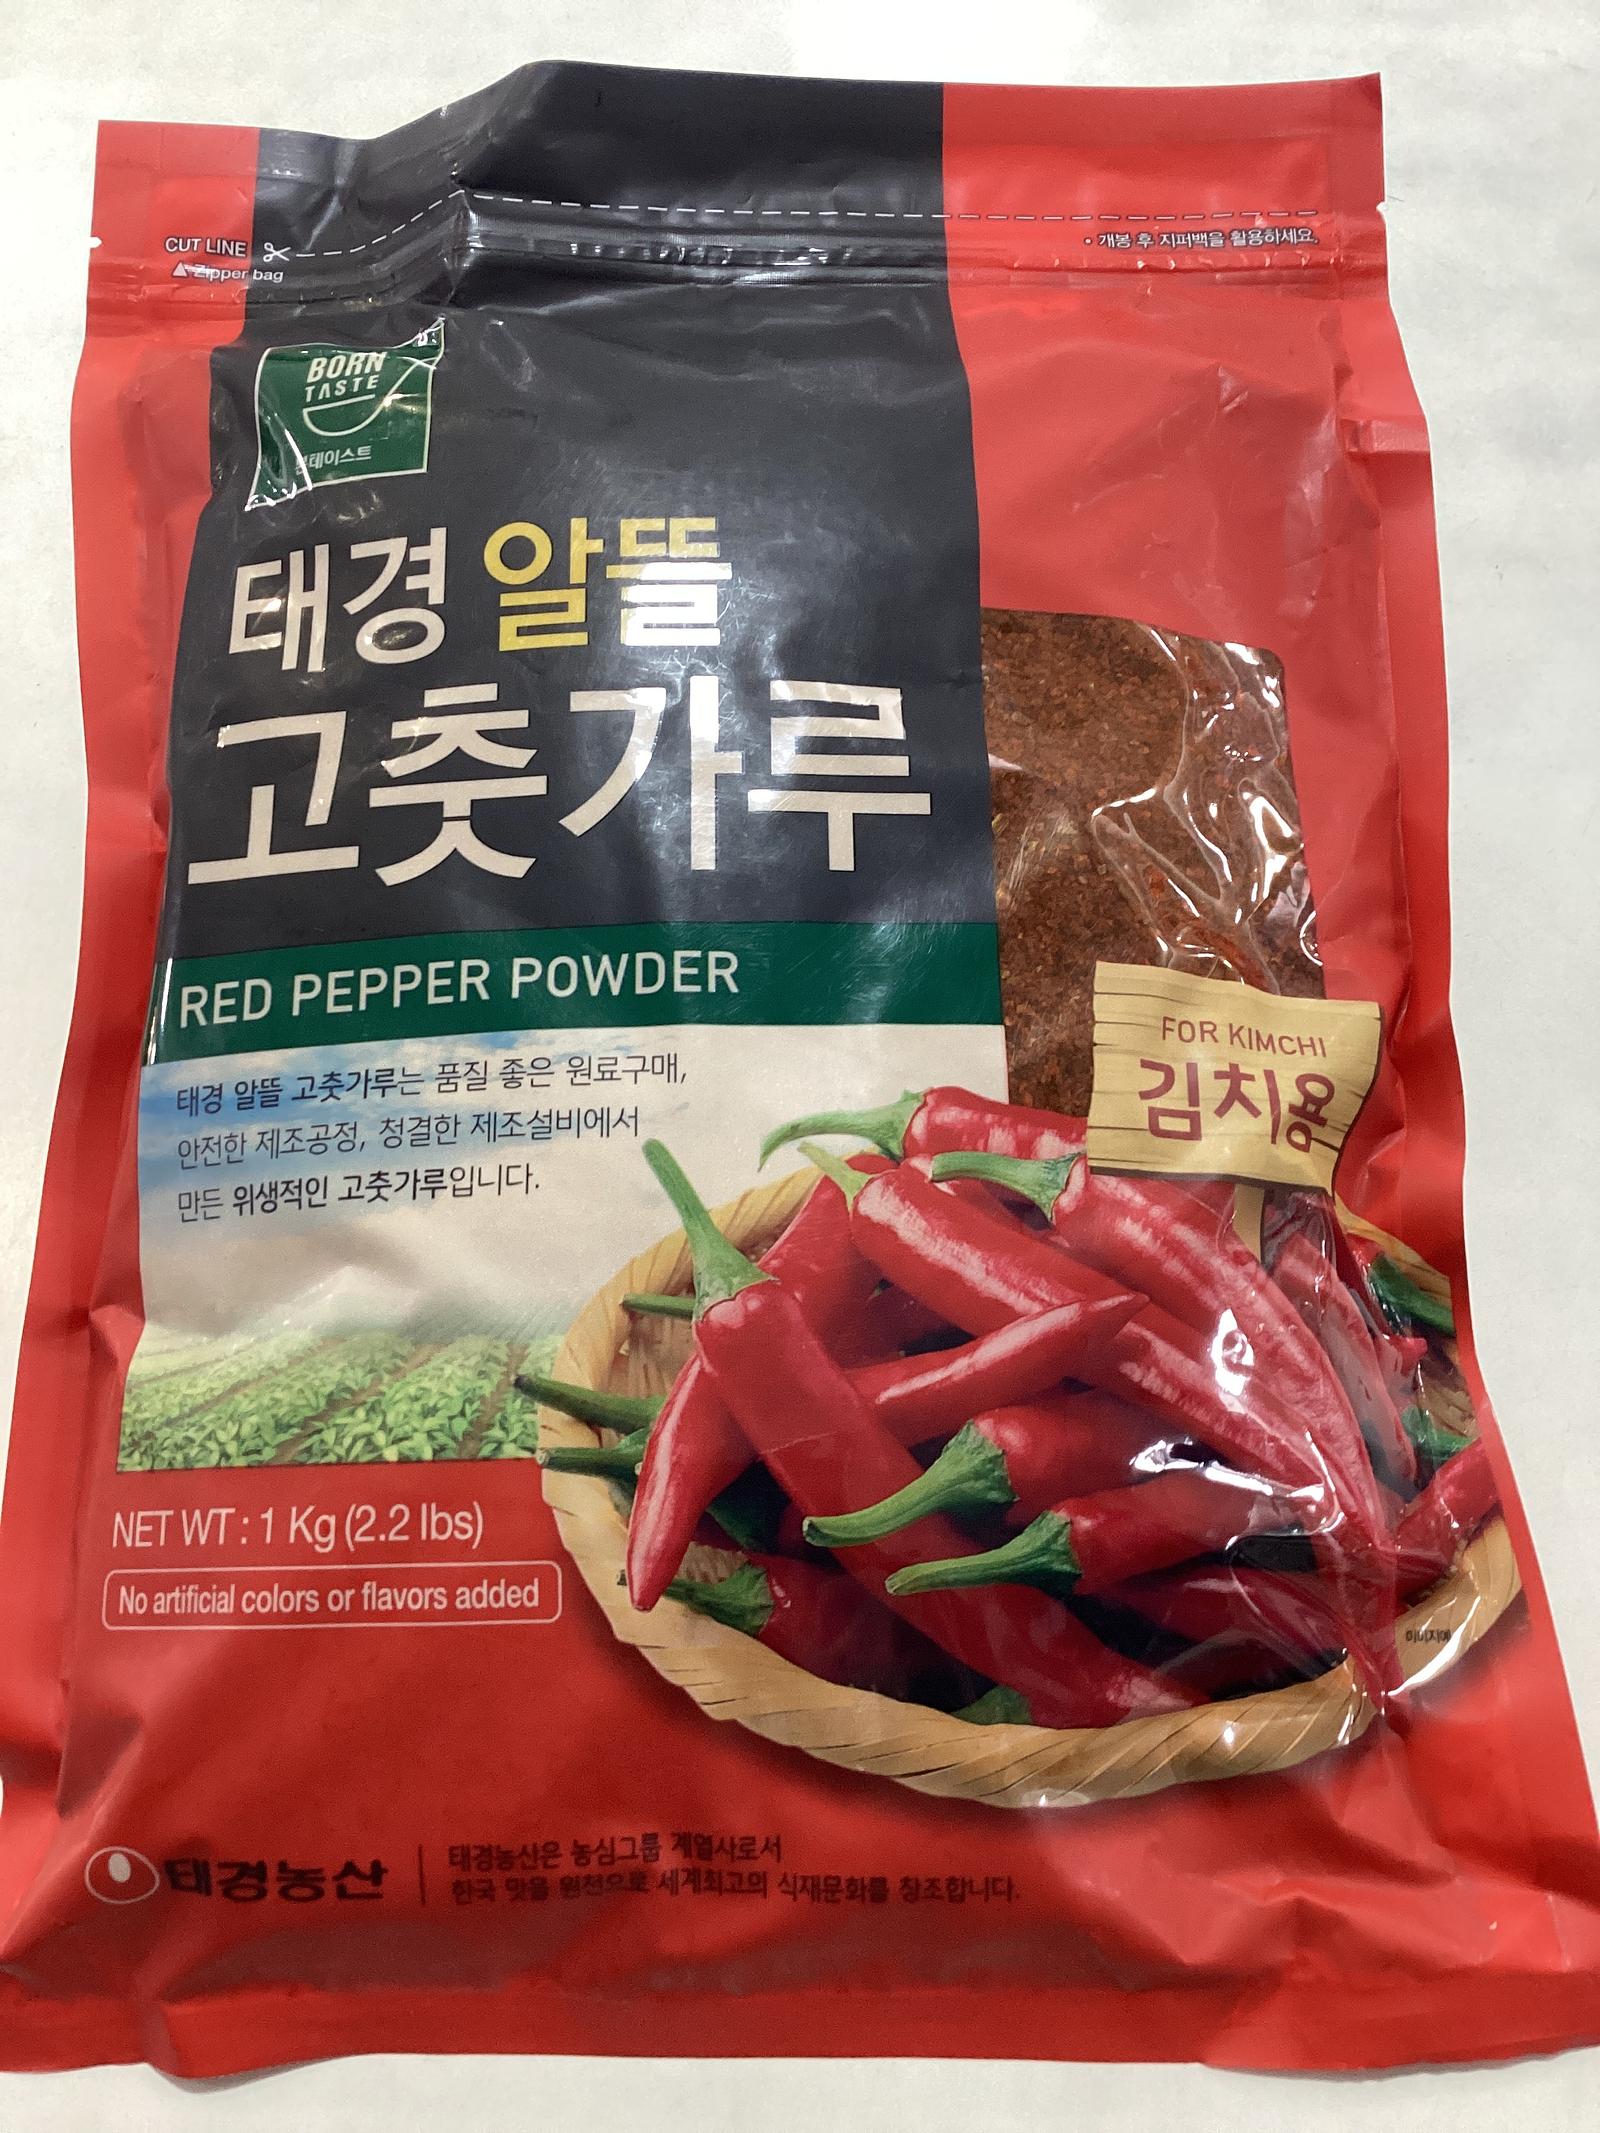 CUT LINE
▲ Zipper bag
• 개봉 후 지퍼백을 활용하세요.
BORN
TASTE
본테이스트
태경 알뜰
고춧가루
RED PEPPER POWDER
태경 알뜰 고춧가루는 품질 좋은 원료구매,
안전한 제조공정, 청결한 제조설비에서
만든 위생적인 고춧가루입니다.
FOR KIMCHI
김치용
NET WT : 1 Kg (2.2 lbs)
No artificial colors or flavors added
태경농산
태경농산은 농심그룹 계열사로서
한국 맛을 원천으로 세계최고의 식재문화를 창조합니다.